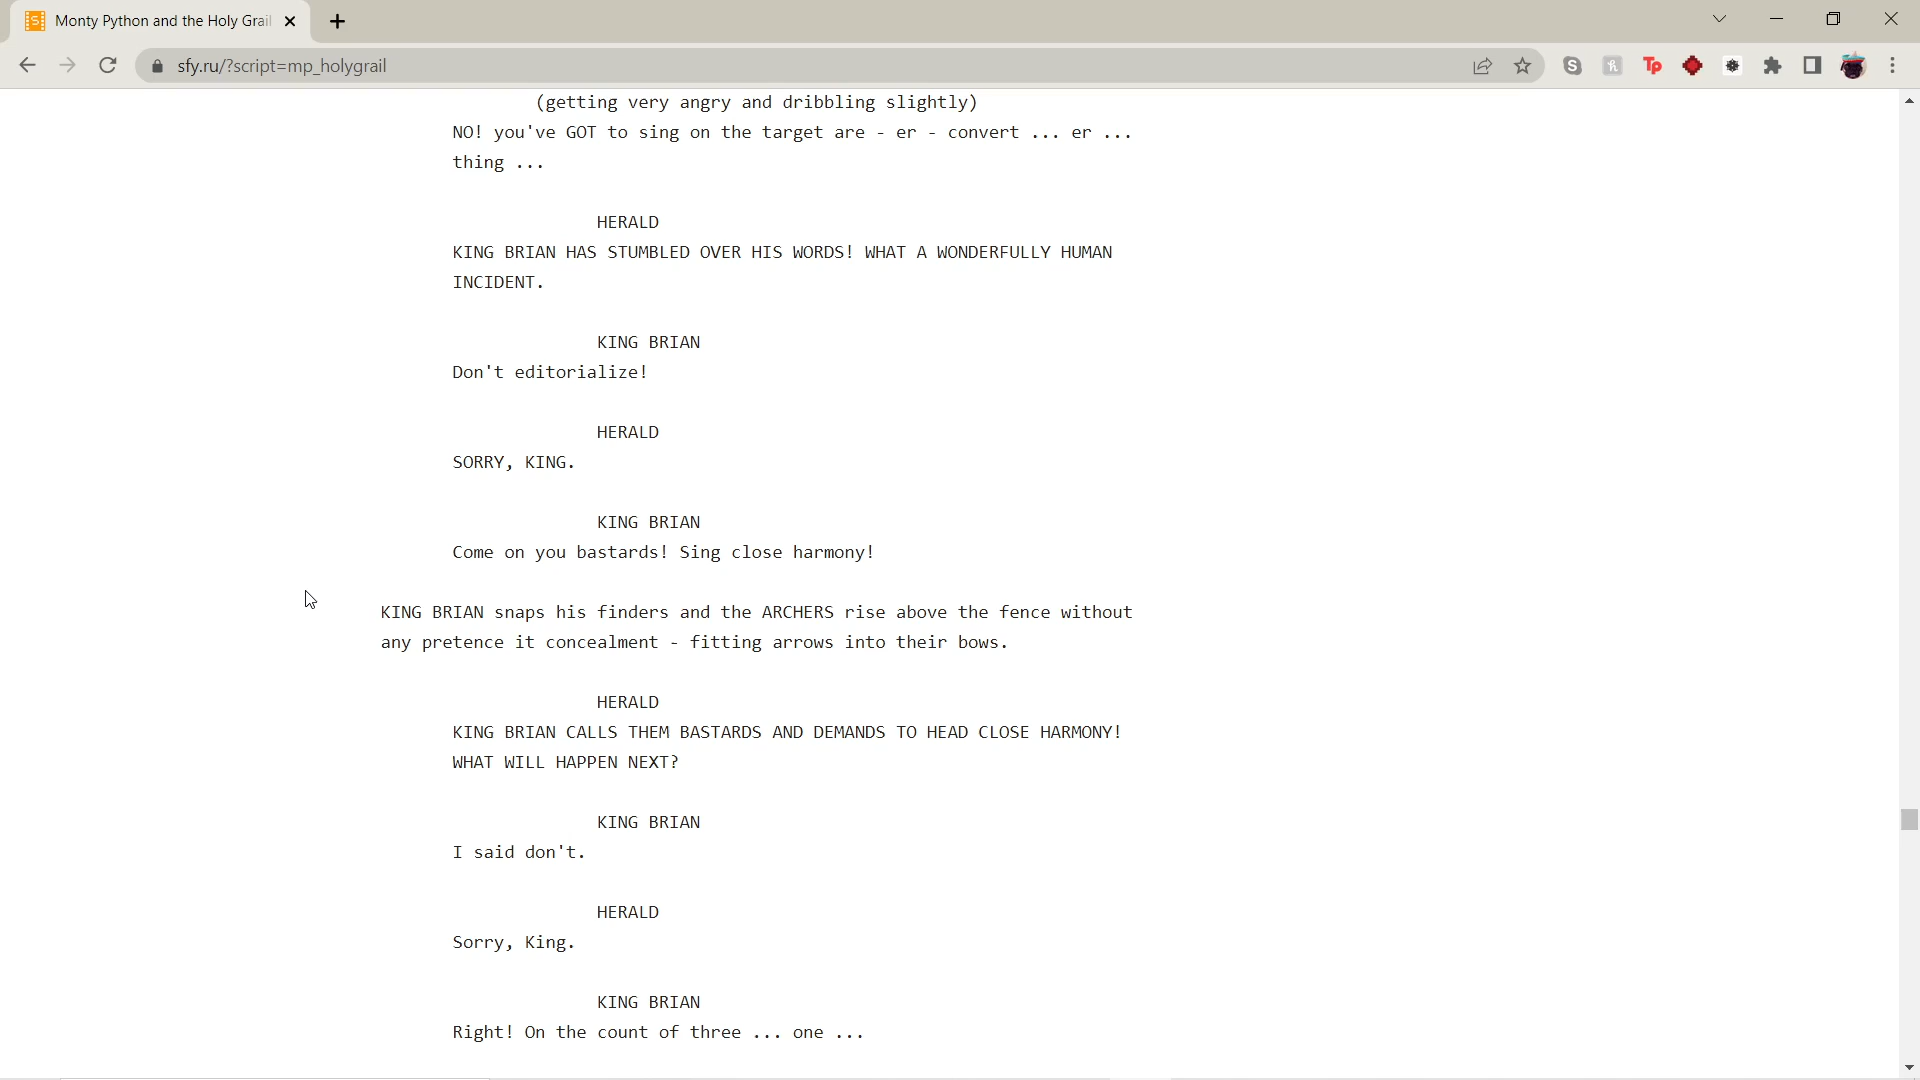 Monty Python and the Holy Grail
sfy.ru/?script=mp_holygrail
(getting very angry and dribbling slightly)
NO! you've GOT to sing on the target are - er - convert ... er ...
thing ...
HERALD
KING BRIAN HAS STUMBLED OVER HIS WORDS! WHAT A WONDERFULLY HUMAN
INCIDENT.
KING BRIAN
Don't editorialize!
HERALD
SORRY, KING.
KING BRIAN
Come on you bastards! Sing close harmony!
KING BRIAN snaps his finders and the ARCHERS rise above the fence without
any pretence it concealment - fitting arrows into their bows.
HERALD
KING BRIAN CALLS THEM BASTARDS AND DEMANDS TO HEAD CLOSE HARMONY!
WHAT WILL HAPPEN NEXT?
KING BRIAN
I said don't.
HERALD
Sorry, King.
KING BRIAN
Right! On the count of three ... one ...